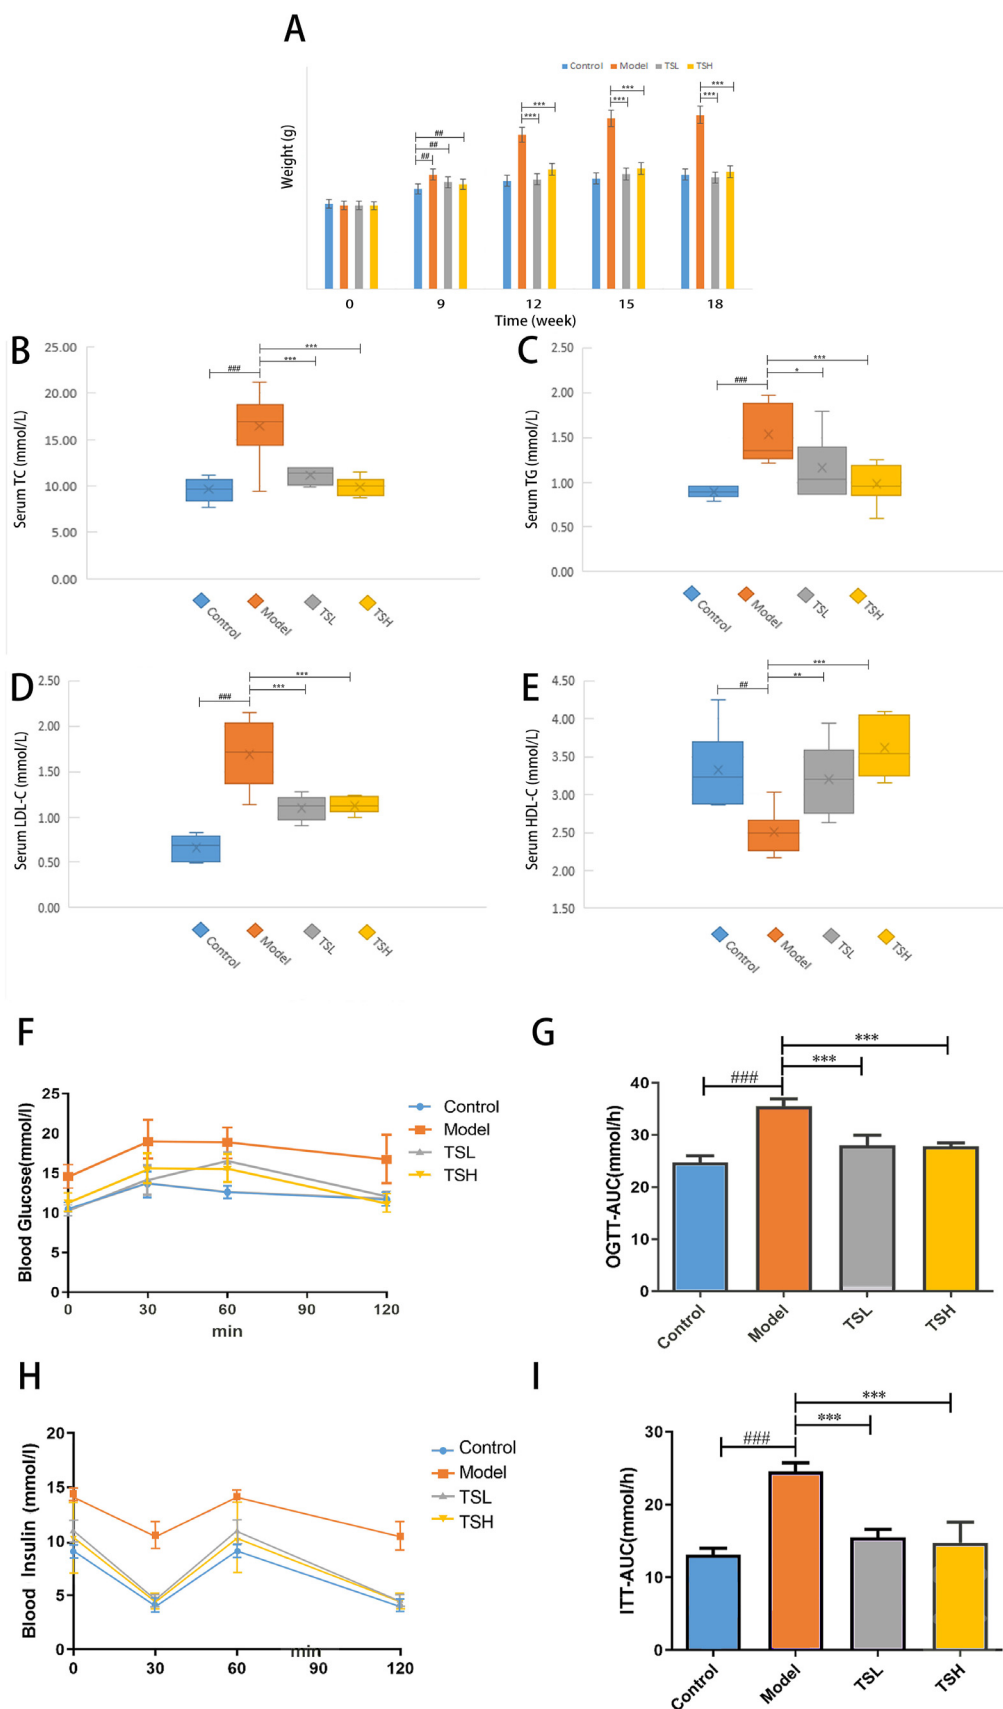 A
Control Model TSL TSH
***
***
***
***
***
***
##
##
##
Weight (g)
0 9 12 15 18
Time (week)
B
25.00
20.00
15.00
10.00
5.00
0.00
Serum TC (mmol/L)
***
***
###
Control Model TSL TSH
C
2.50
2.00
1.50
1.00
0.50
0.00
Serum TG (mmol/L)
***
*
###
Control Model TSL TSH
D
2.50
2.00
1.50
1.00
0.50
0.00
Serum LDL-C (mmol/L)
***
***
###
Control Model TSL TSH
E
4.50
4.00
3.50
3.00
2.50
2.00
1.50
Serum HDL-C (mmol/L)
***
**
##
Control Model TSL TSH
F
25
20
15
10
5
0
Blood Glucose(mmol/l)
0 30 60 90 120
min
Control
Model
TSL
TSH
G
***
***
###
40
30
20
10
0
OGTT-AUC(mmol/h)
Control Model TSL TSH
H
20
15
10
5
0
Blood Insulin (mmol/l)
min
0 30 60 90 120
Control
Model
TSL
TSH
I
***
***
###
30
20
10
0
ITT-AUC(mmol/h)
Control Model TSL TSH